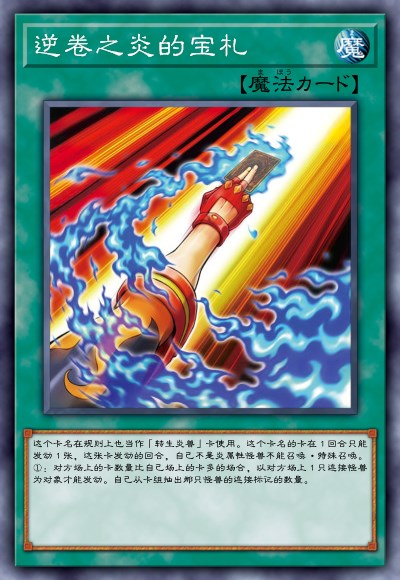 逆卷之炎的宝札
魔
【魔法カード】
ま ほう
这个卡名在规则上也当作「转生炎兽」卡使用。这个卡名的卡在1回合只能
发动1张，这张卡发动的回合，自己不是炎属性怪兽不能召唤·特殊召唤。
①：对方场上的卡数量比自己场上的卡多的场合，以对方场上1只连接怪兽
为对象才能发动。自己从卡组抽出那只怪兽的连接标记的数量。